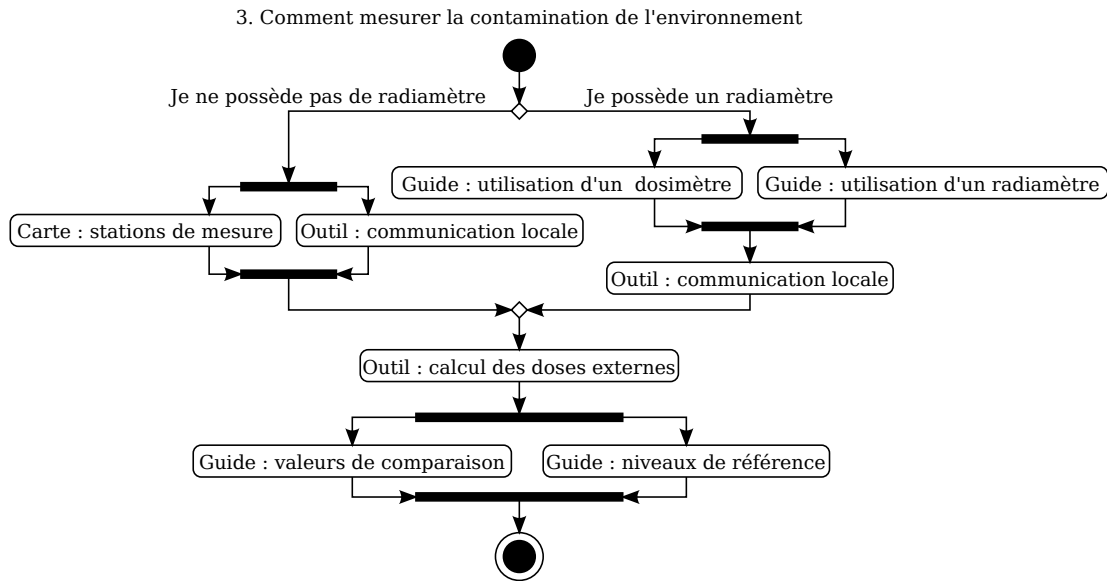 3. Comment mesurer la contamination de l'environnement
Je ne possède pas de radiamètre
Je possède un radiamètre
Guide : utilisation d'un  dosimètre
Guide : utilisation d'un radiamètre
Carte : stations de mesure
Outil : communication locale
Outil : communication locale
Outil : calcul des doses externes
Guide : valeurs de comparaison
Guide : niveaux de référence